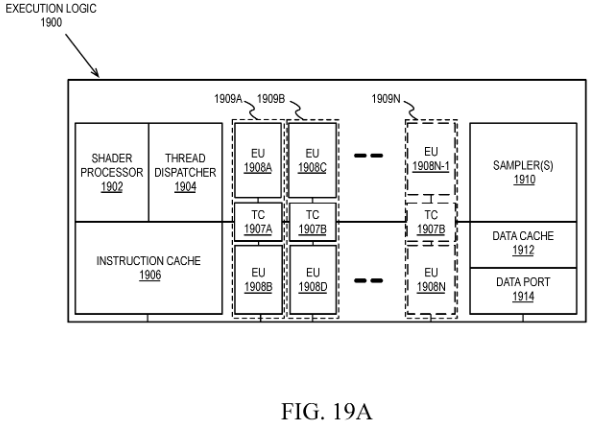 EXECUTION LOGIC
1900
1909A
1909B
1909N
SHADER
PROCESSOR
1902
THREAD
DISPATCHER
1904
EU
1908A
EU
1908C
EU
1908N-1
SAMPLER(S)
1910
TC
1907A
TC
1907B
TC
1907B
INSTRUCTION CACHE
1906
EU
1908B
EU
1908D
EU
1908N
DATA CACHE
1912
DATA PORT
1914
FIG. 19A